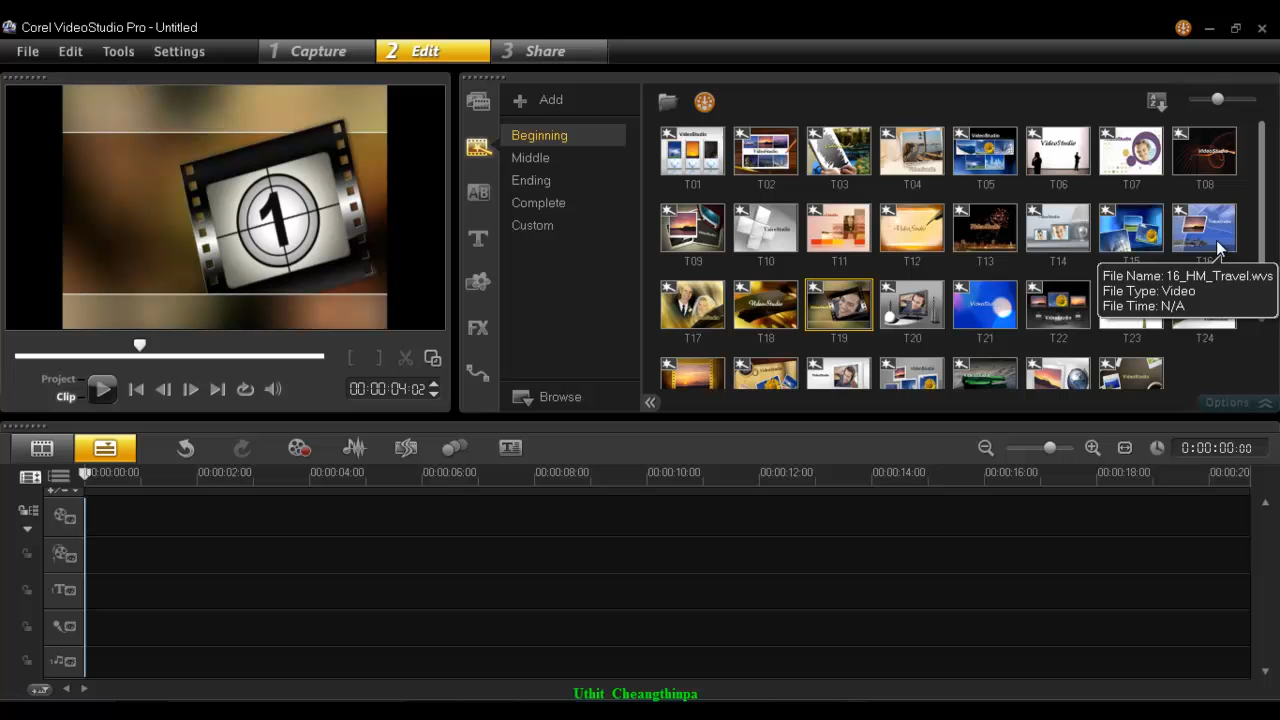 Corel VideoStudio Pro - Untitled
File Edit Tools Settings 1 Capture 2 Edit 3 Share
Add
Beginning
Middle
Ending
Complete
Custom
Browse
T01 T02 T03 T04 T05 T06 T07 T08
T09 T10 T11 T12 T13 T14 T15 T16
File Name: 16_HM_Travel.wvs
File Type: Video
File Time: N/A
T17 T18 T19 T20 T21 T22 T24
Options
1
Project
Clip
00:00:04:02
0:00:00:00
00:00:00:00 00:00:02:00 00:00:04:00 00:00:06:00 00:00:08:00 00:00:10:00 00:00:12:00 00:00:14:00 00:00:16:00 00:00:18:00 00:00:20
Uthit Cheangthinpa